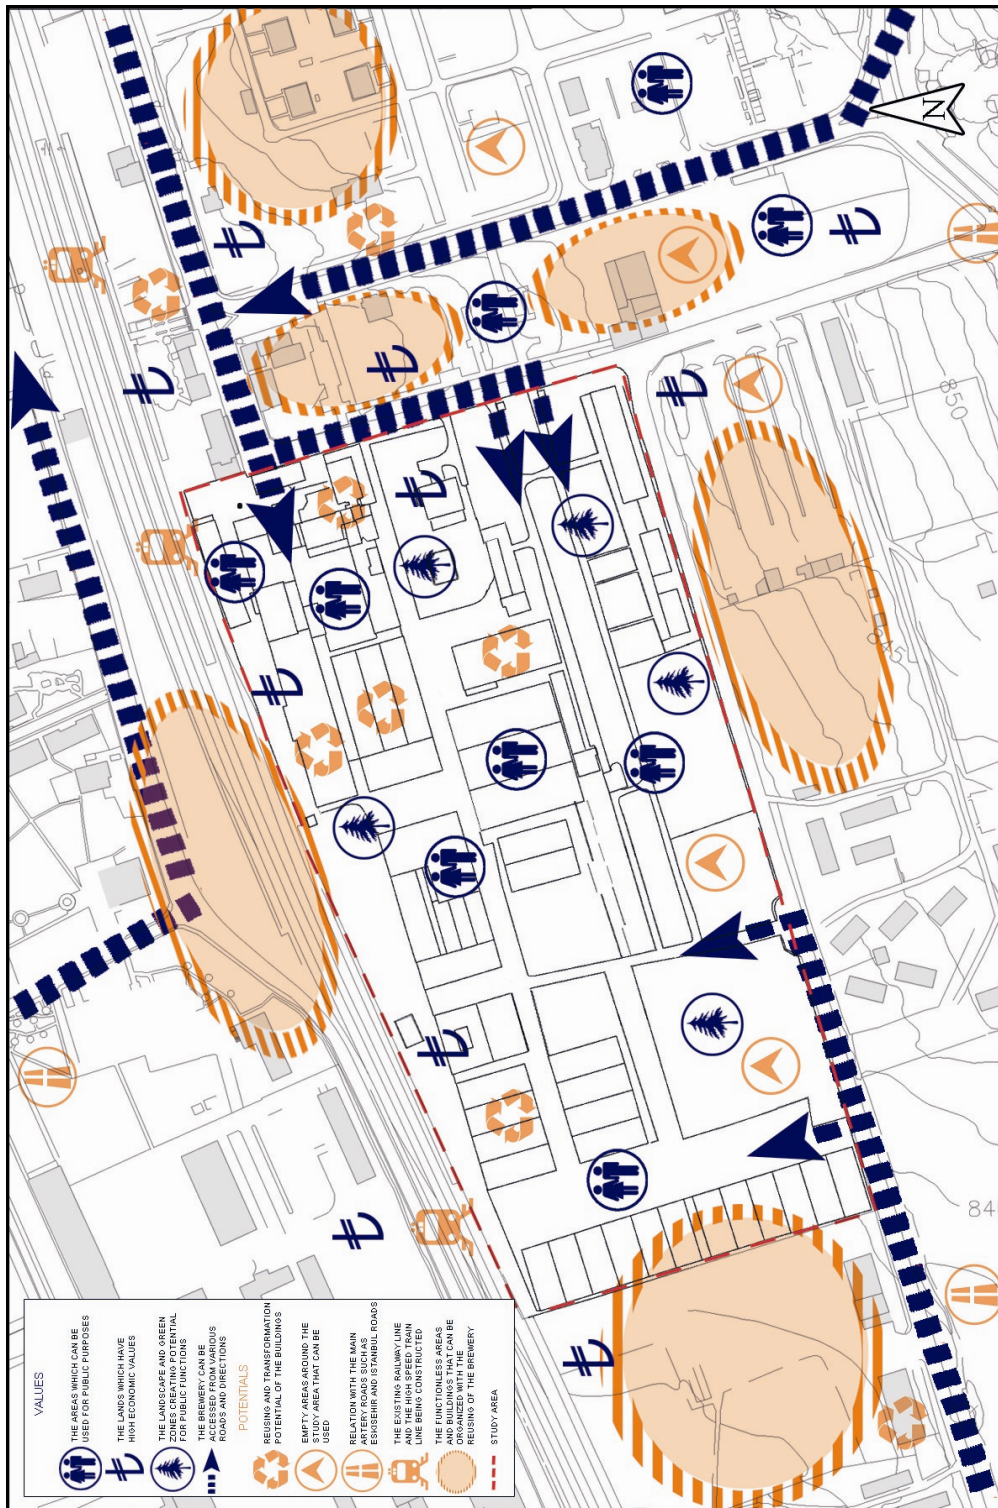 VALUES
THE AREAS WHICH CAN BE
USED FOR PUBLIC PURPOSES
THE LANDS WHICH HAVE
HIGH ECONOMIC VALUES
THE LANDSCAPE AND GREEN
ZONES CREATING POTENTIAL
FOR PUBLIC FUNCTIONS
THE BREWERY CAN BE
ACCESSED FROM VARIOUS
ROADS AND DIRECTIONS
POTENTIALS
REUSING AND TRANSFORMATION
POTENTIAL OF THE BUILDINGS
EMPTY AREAS AROUND THE
STUDY AREA THAT CAN BE
USED
RELATION WITH THE MAIN
ARTERY ROADS SUCH AS
ESKISEHIR AND ISTANBUL ROADS
THE EXISTING RAILWAY LINE
AND THE HIGH SPEED TRAIN
LINE BEING CONSTRUCTED
THE FUNCTIONLESS AREAS
AND BUILDINGS THAT CAN BE
ORGANIZED WITH THE
REUSING OF THE BREWERY
STUDY AREA
N
850
845